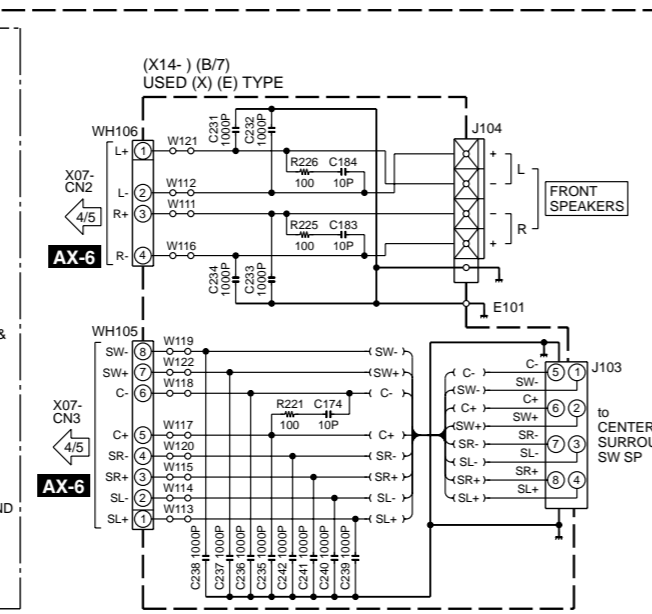 (X14- ) (B/7)
USED (X) (E) TYPE
WH106
L+ 1 W121
L- 2 W112
R+ 3 W111
R- 4 W116
X07-
CN2
4/5
AX-6
C231 1000P
C232 1000P
R226 C184
100 10P
R225 C183
100 10P
C234 1000P
C233 1000P
J104
+
-
L
-
+
R
FRONT
SPEAKERS
E101
WH105
SW- 8 W119
SW+ 7 W122
C- 6 W118
C+ 5 W117
SR- 4 W120
SR+ 3 W115
SL- 2 W114
SL+ 1 W113
X07-
CN3
4/5
AX-6
&
ND
R221 C174
100 10P
SW-
SW+
C-
C+
SR-
SR+
SL-
SL+
C238 1000P
C237 1000P
C236 1000P
C235 1000P
C242 1000P
C241 1000P
C240 1000P
C239 1000P
C-
SW-
C+
SW+
SR-
SL-
SR+
SL+
C-
SW-
C+
SW+
SR-
SL-
SR+
SL+
5 1
6 2
7 3
8 4
J103
to
CENTER
SURROU
SW SP